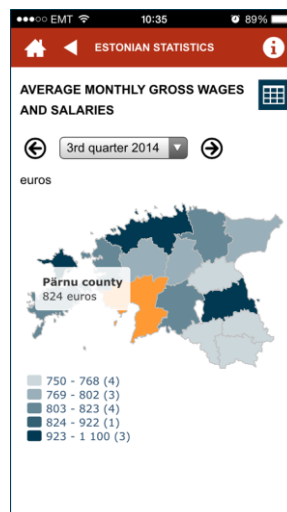 EMT 10:35 89%
ESTONIAN STATISTICS
AVERAGE MONTHLY GROSS WAGES
AND SALARIES
3rd quarter 2014
euros
Pärnu county
824 euros
750 - 768 (4)
769 - 802 (3)
803 - 823 (4)
824 - 922 (1)
923 - 1 100 (3)